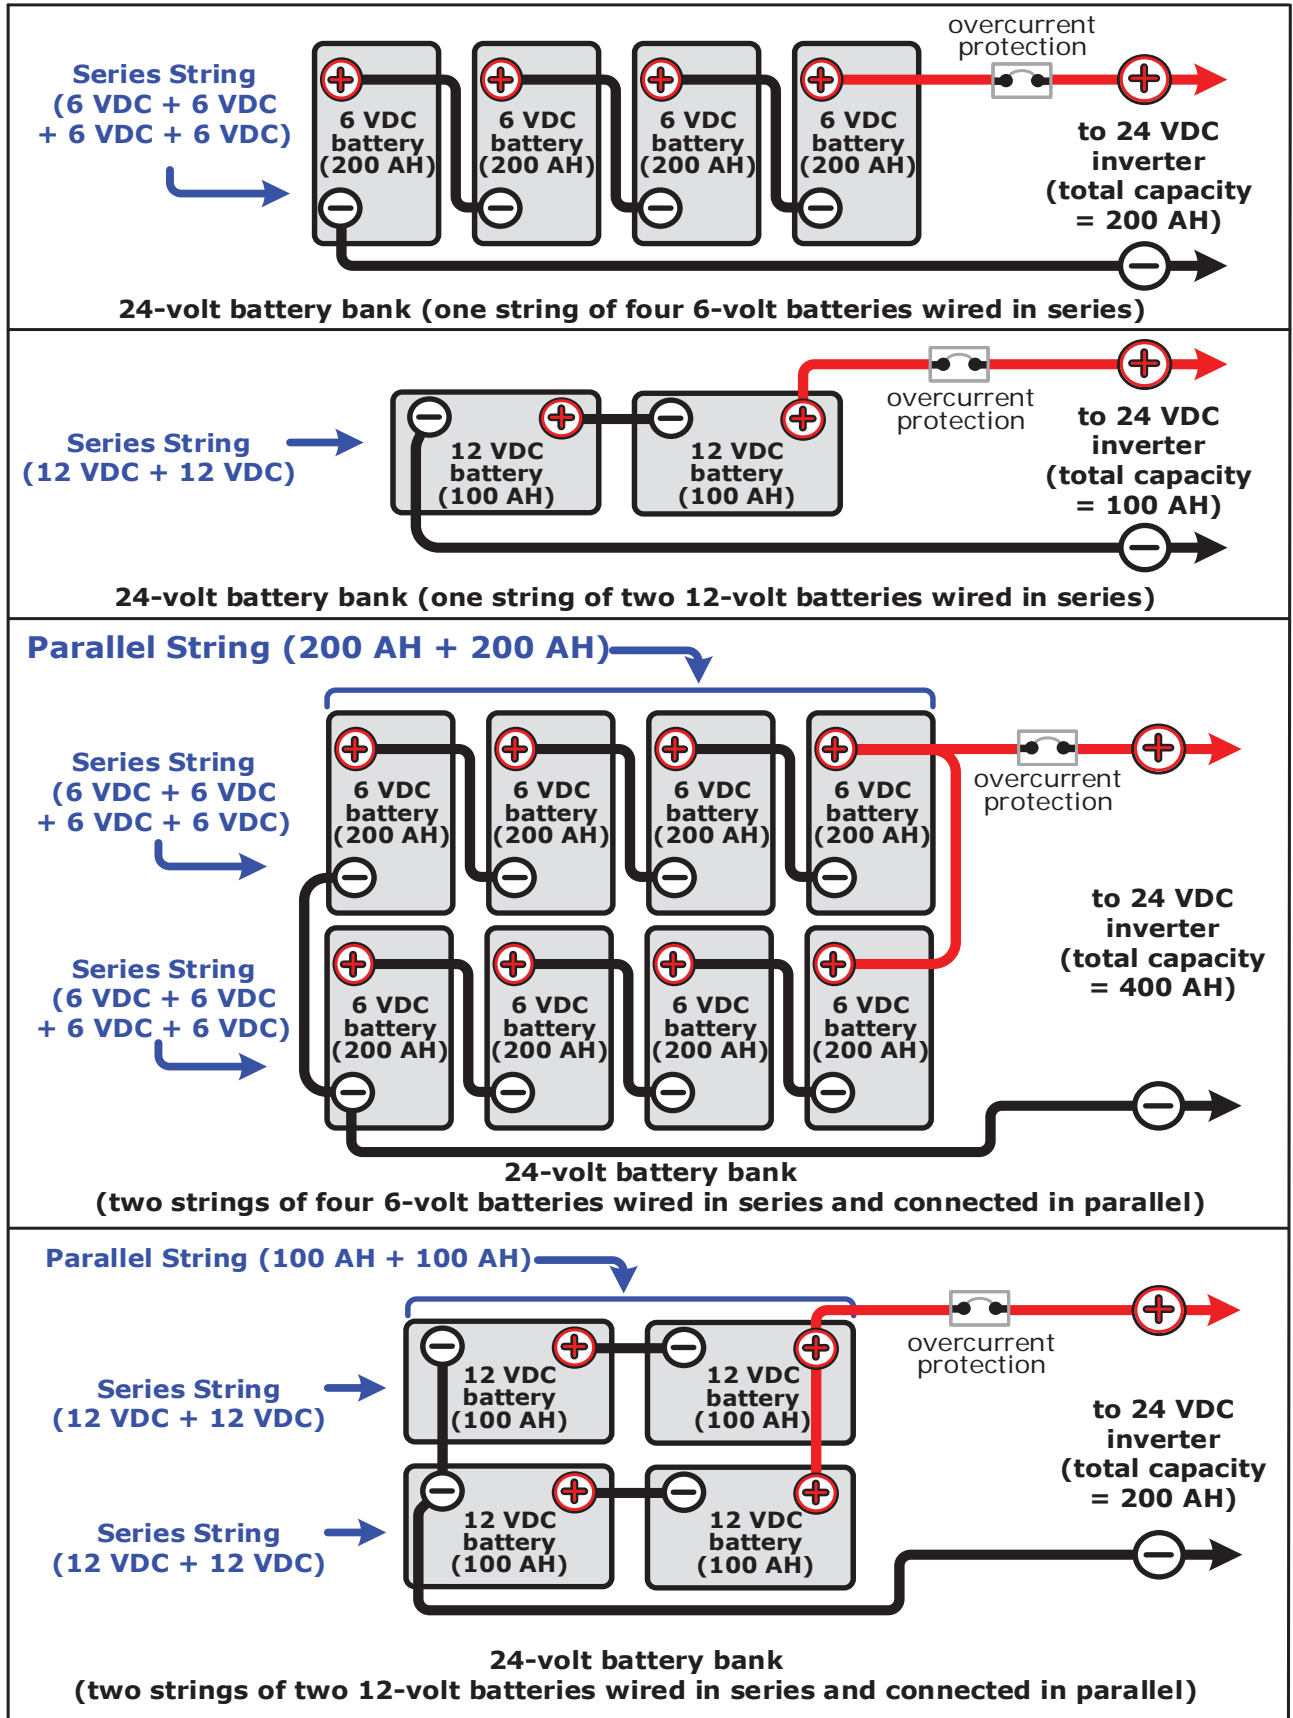 overcurrent
protection
Series String
(6 VDC + 6 VDC
+ 6 VDC + 6 VDC)
6 VDC
battery
(200 AH)
6 VDC
battery
(200 AH)
6 VDC
battery
(200 AH)
6 VDC
battery
(200 AH)
to 24 VDC
inverter
(total capacity
= 200 AH)
24-volt battery bank (one string of four 6-volt batteries wired in series)
overcurrent
protection
Series String
(12 VDC + 12 VDC)
12 VDC
battery
(100 AH)
12 VDC
battery
(100 AH)
to 24 VDC
inverter
(total capacity
= 100 AH)
24-volt battery bank (one string of two 12-volt batteries wired in series)
Parallel String (200 AH + 200 AH)
Series String
(6 VDC + 6 VDC
+ 6 VDC + 6 VDC)
6 VDC
battery
(200 AH)
6 VDC
battery
(200 AH)
6 VDC
battery
(200 AH)
6 VDC
battery
(200 AH)
overcurrent
protection
Series String
(6 VDC + 6 VDC
+ 6 VDC + 6 VDC)
6 VDC
battery
(200 AH)
6 VDC
battery
(200 AH)
6 VDC
battery
(200 AH)
6 VDC
battery
(200 AH)
to 24 VDC
inverter
(total capacity
= 400 AH)
24-volt battery bank
(two strings of four 6-volt batteries wired in series and connected in parallel)
Parallel String (100 AH + 100 AH)
overcurrent
protection
Series String
(12 VDC + 12 VDC)
12 VDC
battery
(100 AH)
12 VDC
battery
(100 AH)
Series String
(12 VDC + 12 VDC)
12 VDC
battery
(100 AH)
12 VDC
battery
(100 AH)
to 24 VDC
inverter
(total capacity
= 200 AH)
24-volt battery bank
(two strings of two 12-volt batteries wired in series and connected in parallel)